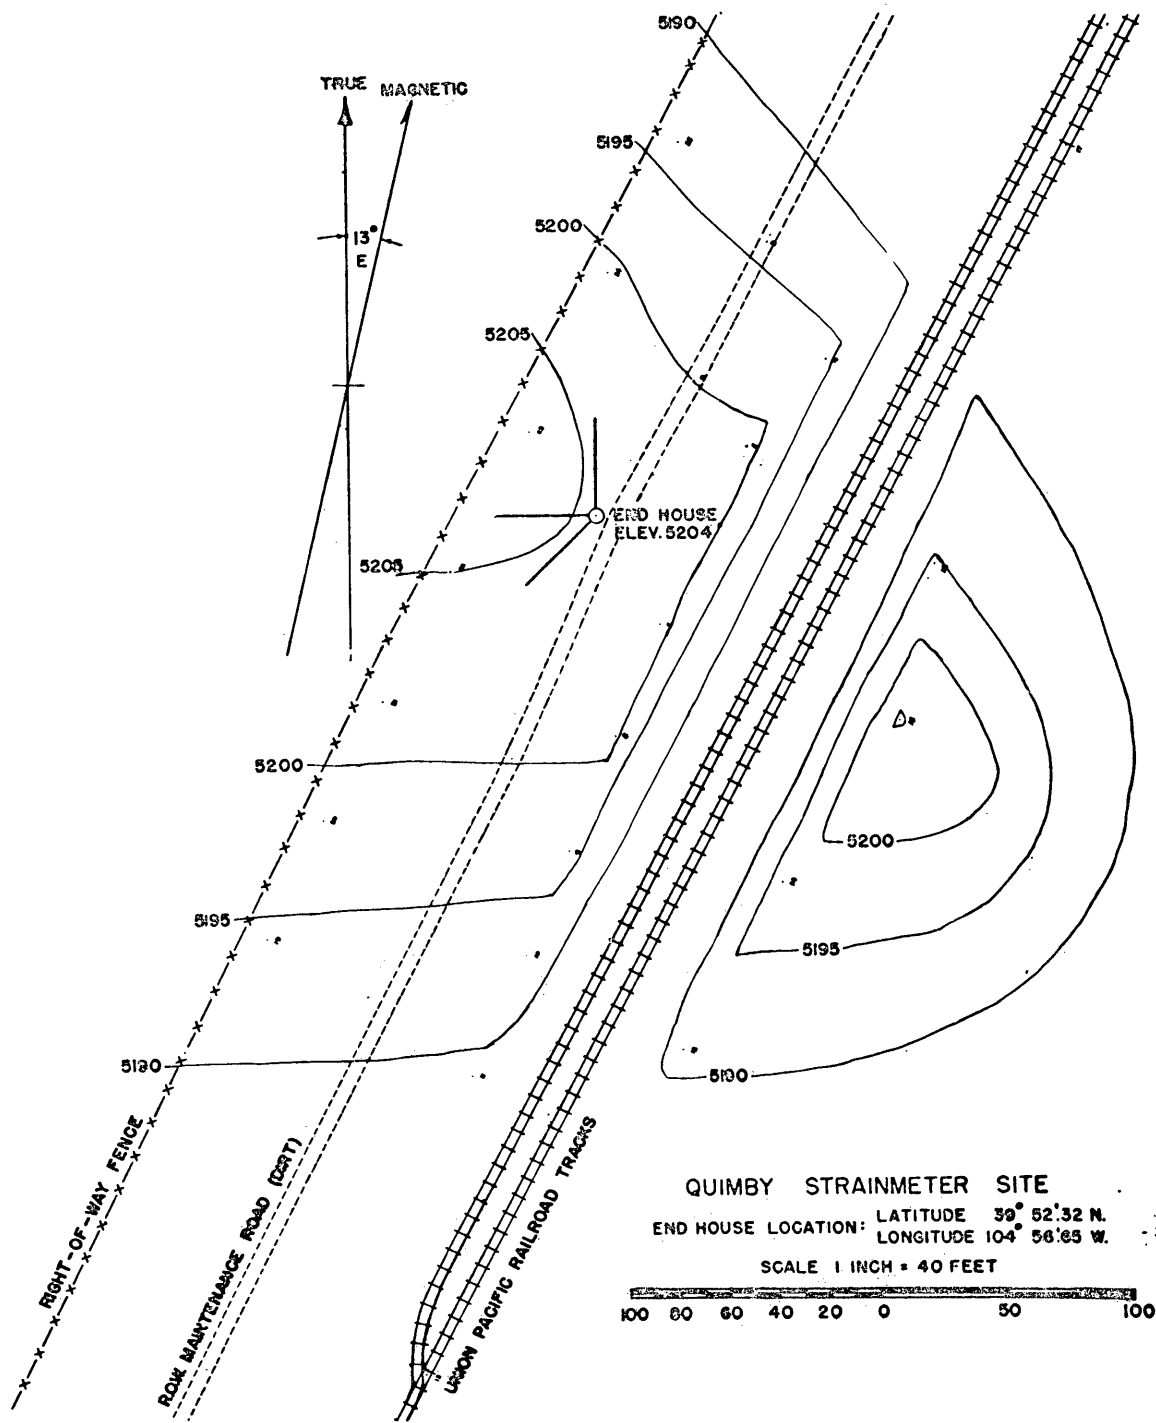 5190
TRUE MAGNETIC
5195
5200
13°
E
5205
END HOUSE
ELEV. 5204
5205
5200
5200
5195
5195
5190
5190
RIGHT-OF-WAY FENCE
R.O.W. MAINTENANCE ROAD (DIRT)
UNION PACIFIC RAILROAD TRACKS
QUIMBY STRAINMETER SITE
END HOUSE LOCATION: LATITUDE 39° 52'.32 N.
LONGITUDE 104° 56'.65 W.
SCALE 1 INCH = 40 FEET
100 80 60 40 20 0 50 100